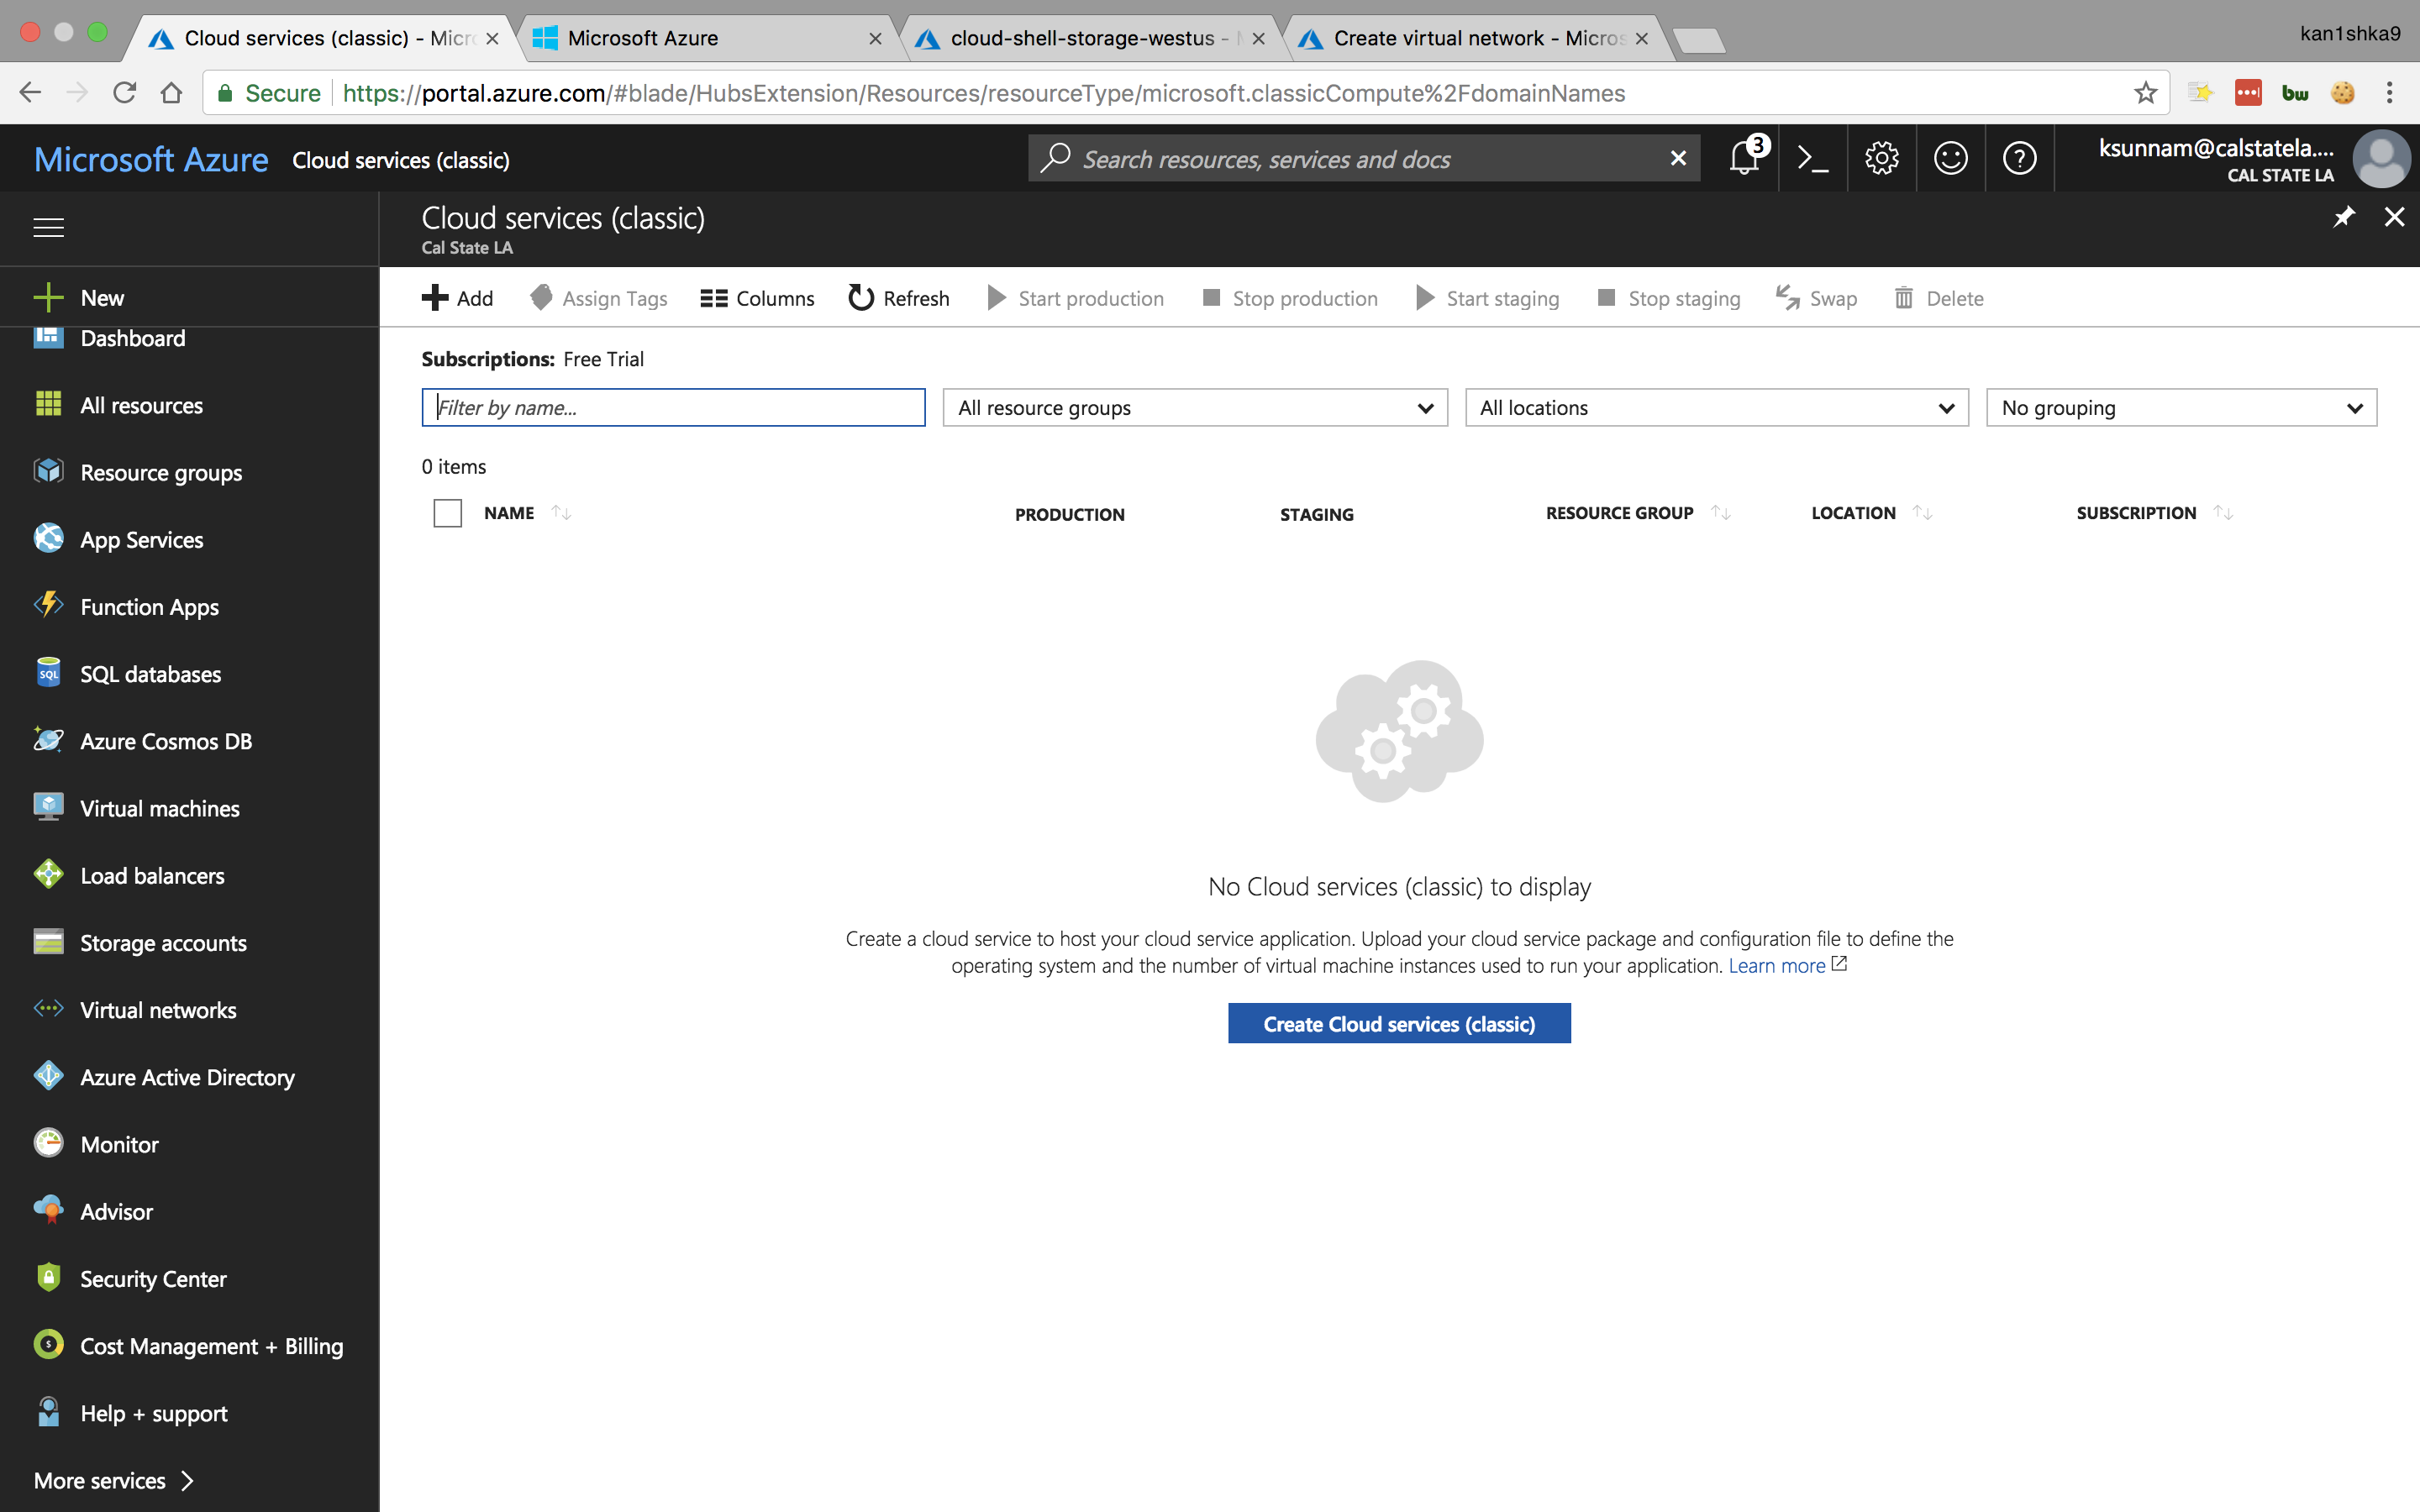 Cloud services (classic) - Micro
Microsoft Azure
cloud-shell-storage-westus - M
Create virtual network - Micros
kan1shka9
Secure
https://portal.azure.com/#blade/HubsExtension/Resources/resourceType/microsoft.classicCompute%2FdomainNames
bw
Microsoft Azure
Cloud services (classic)
Search resources, services and docs
3
ksunnam@calstatela....
CAL STATE LA
Cloud services (classic)
Cal State LA
New
Add
Assign Tags
Columns
Refresh
Start production
Stop production
Start staging
Stop staging
Swap
Delete
Dashboard
All resources
Resource groups
App Services
Function Apps
SQL
SQL databases
Azure Cosmos DB
Virtual machines
Load balancers
Storage accounts
Virtual networks
Azure Active Directory
Monitor
Advisor
Security Center
Cost Management + Billing
Help + support
More services
Subscriptions: Free Trial
Filter by name...
All resource groups
All locations
No grouping
0 items
NAME
PRODUCTION
STAGING
RESOURCE GROUP
LOCATION
SUBSCRIPTION
No Cloud services (classic) to display
Create a cloud service to host your cloud service application. Upload your cloud service package and configuration file to define the
operating system and the number of virtual machine instances used to run your application. Learn more
Create Cloud services (classic)